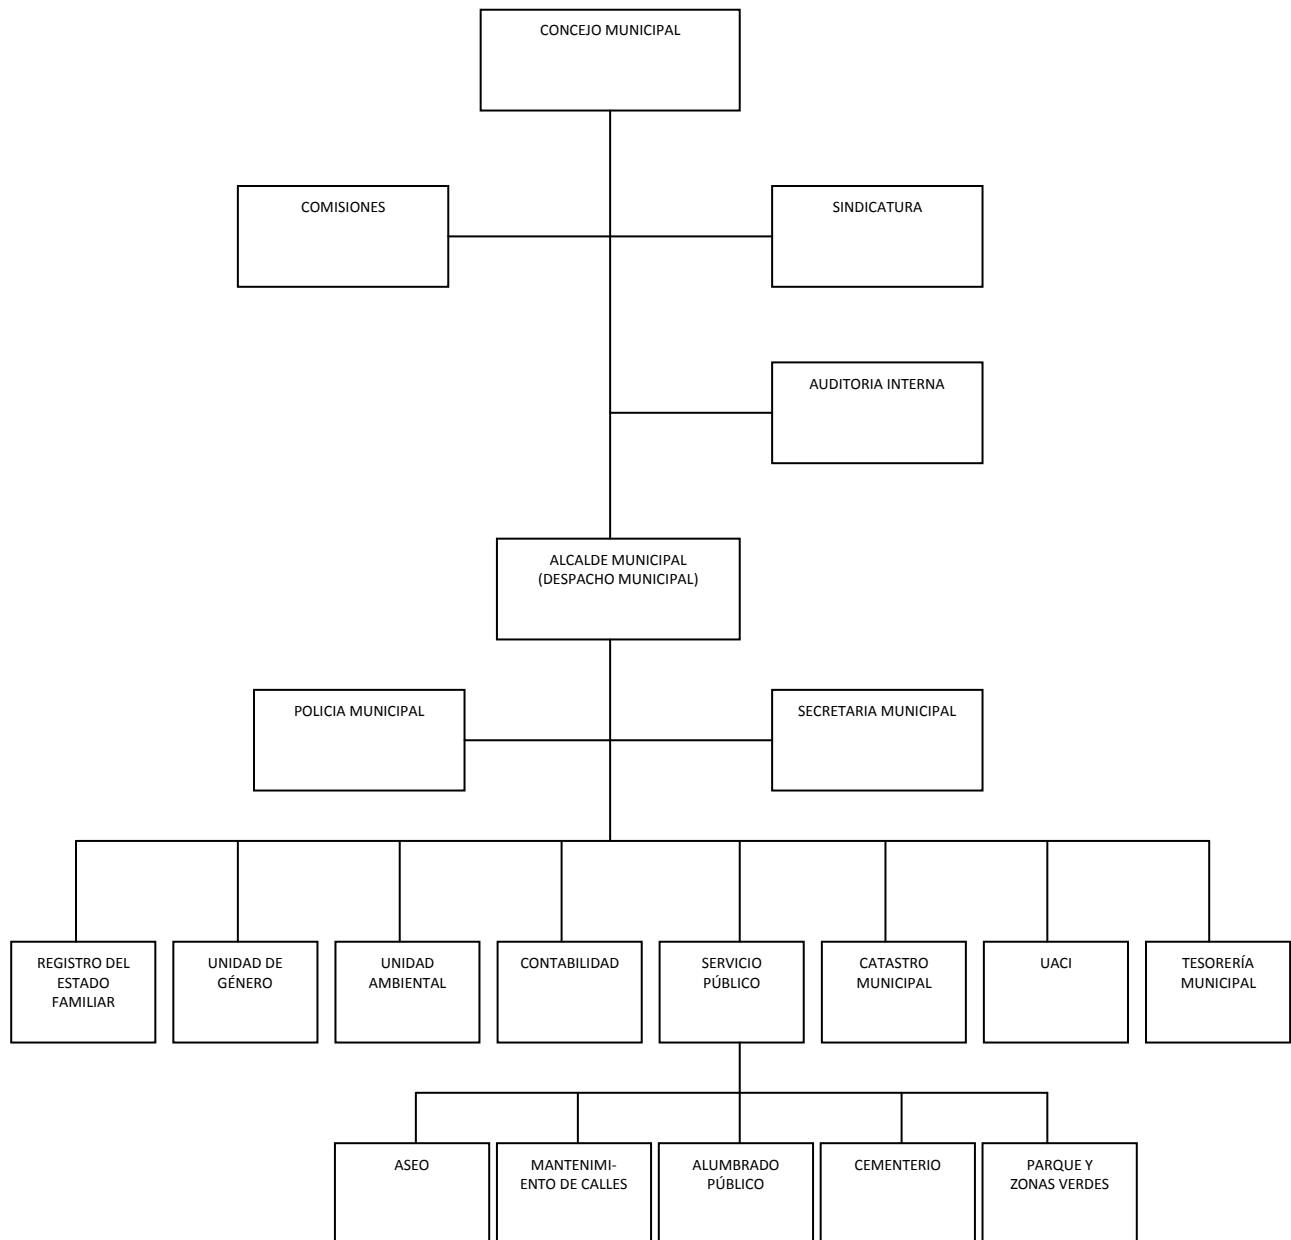 CONCEJO MUNICIPAL
COMISIONES
SINDICATURA
AUDITORIA INTERNA
ALCALDE MUNICIPAL
(DESPACHO MUNICIPAL)
POLICIA MUNICIPAL
SECRETARIA MUNICIPAL
REGISTRO DEL
ESTADO
FAMILIAR
UNIDAD DE
GÉNERO
UNIDAD
AMBIENTAL
CONTABILIDAD
SERVICIO
PÚBLICO
CATASTRO
MUNICIPAL
UACI
TESORERÍA
MUNICIPAL
ASEO
MANTENIMI-
ENTO DE CALLES
ALUMBRADO
PÚBLICO
CEMENTERIO
PARQUE Y
ZONAS VERDES